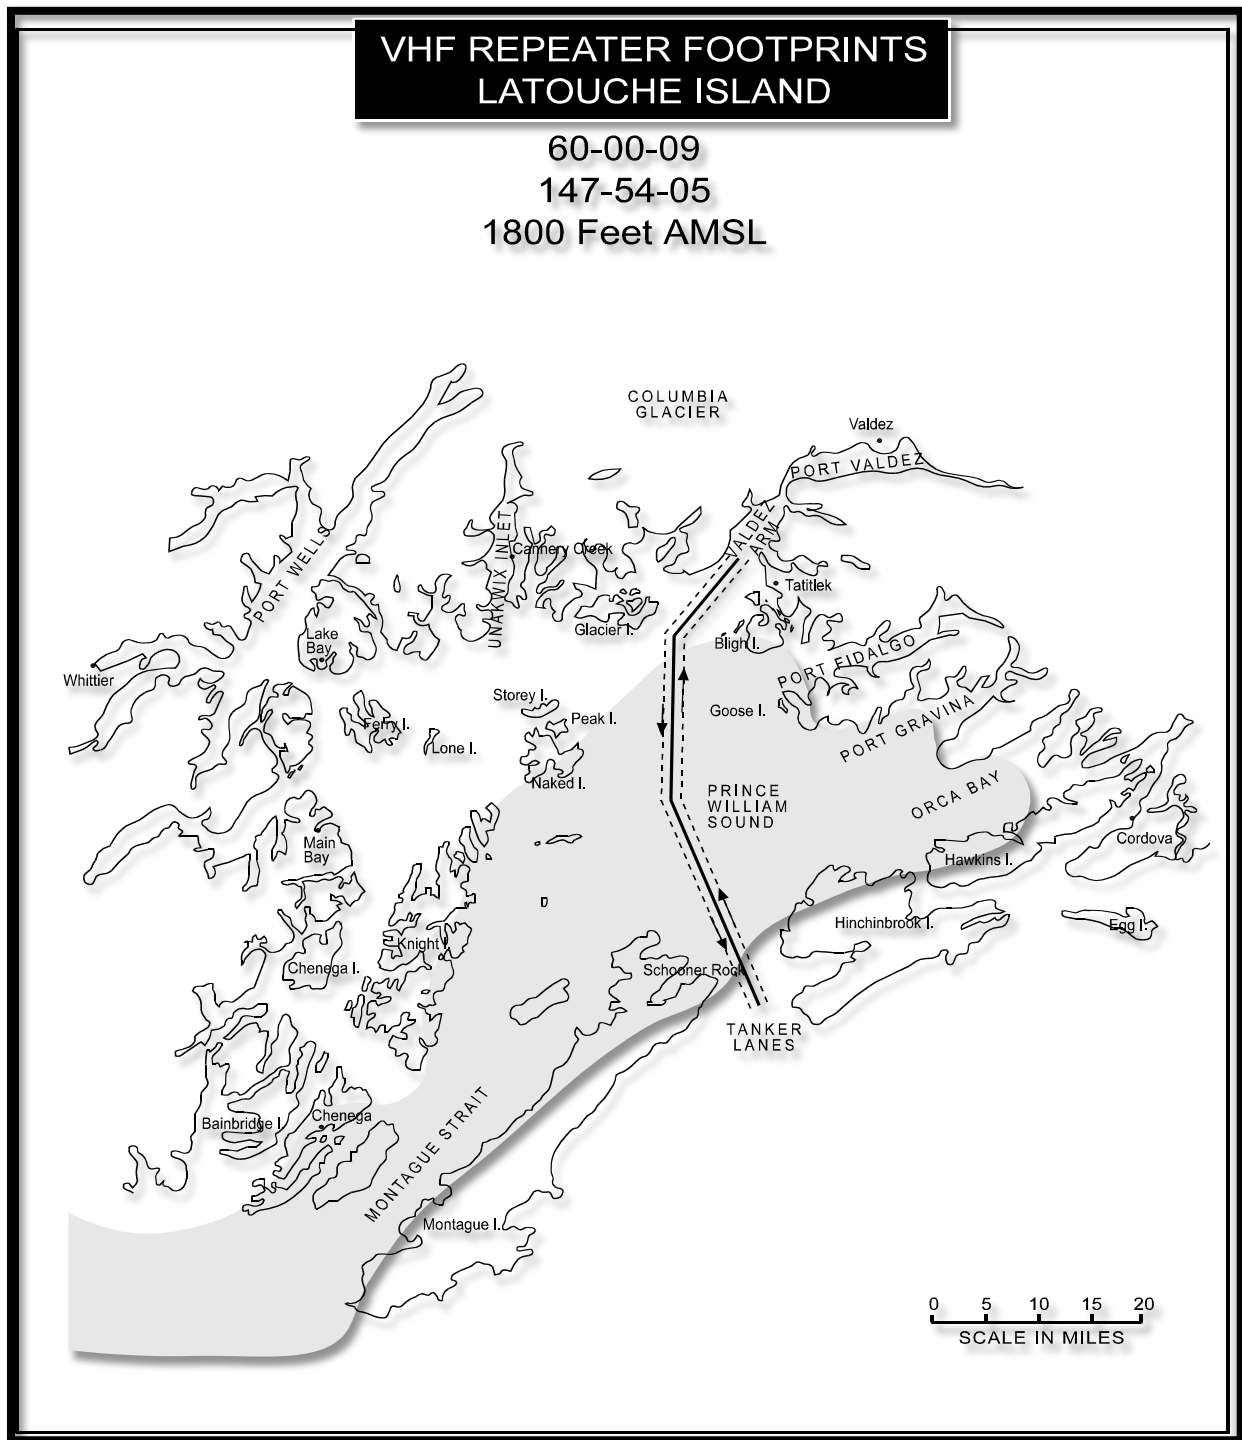 VHF REPEATER FOOTPRINTS
LATOUCHE ISLAND
60-00-09
147-54-05
1800 Feet AMSL
COLUMBIA
GLACIER
Valdez
PORT VALDEZ
VALDEZ
ARM
UNAKWIX INLET
Cannery Creek
PORT WELLS
Tatitlek
Glacier I.
Lake
Bay
Bligh I.
PORT FIDALGO
Whittier
Storey I.
Goose I.
Peak I.
Ferry I.
PORT GRAVINA
Lone I.
Naked I.
PRINCE
WILLIAM
SOUND
ORCA BAY
Main
Bay
Cordova
Hawkins I.
Hinchinbrook I.
Egg I.
Knight I.
Chenega I.
Schooner Rock
TANKER
LANES
Chenega
Bainbridge I.
MONTAGUE STRAIT
Montague I.
0 5 10 15 20
SCALE IN MILES